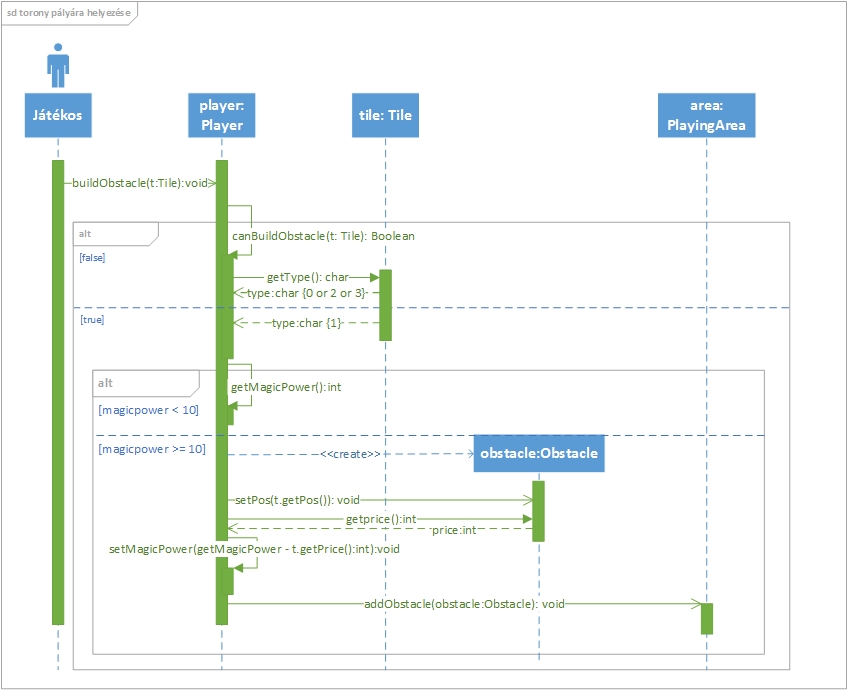 sd torony pályára helyezése
Játékos
player:
Player
tile: Tile
area:
PlayingArea
buildObstacle(t:Tile):void
alt
canBuildObstacle(t: Tile): Boolean
[false]
getType(): char
type:char {0 or 2 or 3}
[true]
type:char {1}
alt
getMagicPower():int
[magicpower < 10]
[magicpower >= 10]
<<create>>
obstacle:Obstacle
setPos(t.getPos()): void
getprice():int
price:int
setMagicPower(getMagicPower - t.getPrice():int):void
addObstacle(obstacle:Obstacle): void